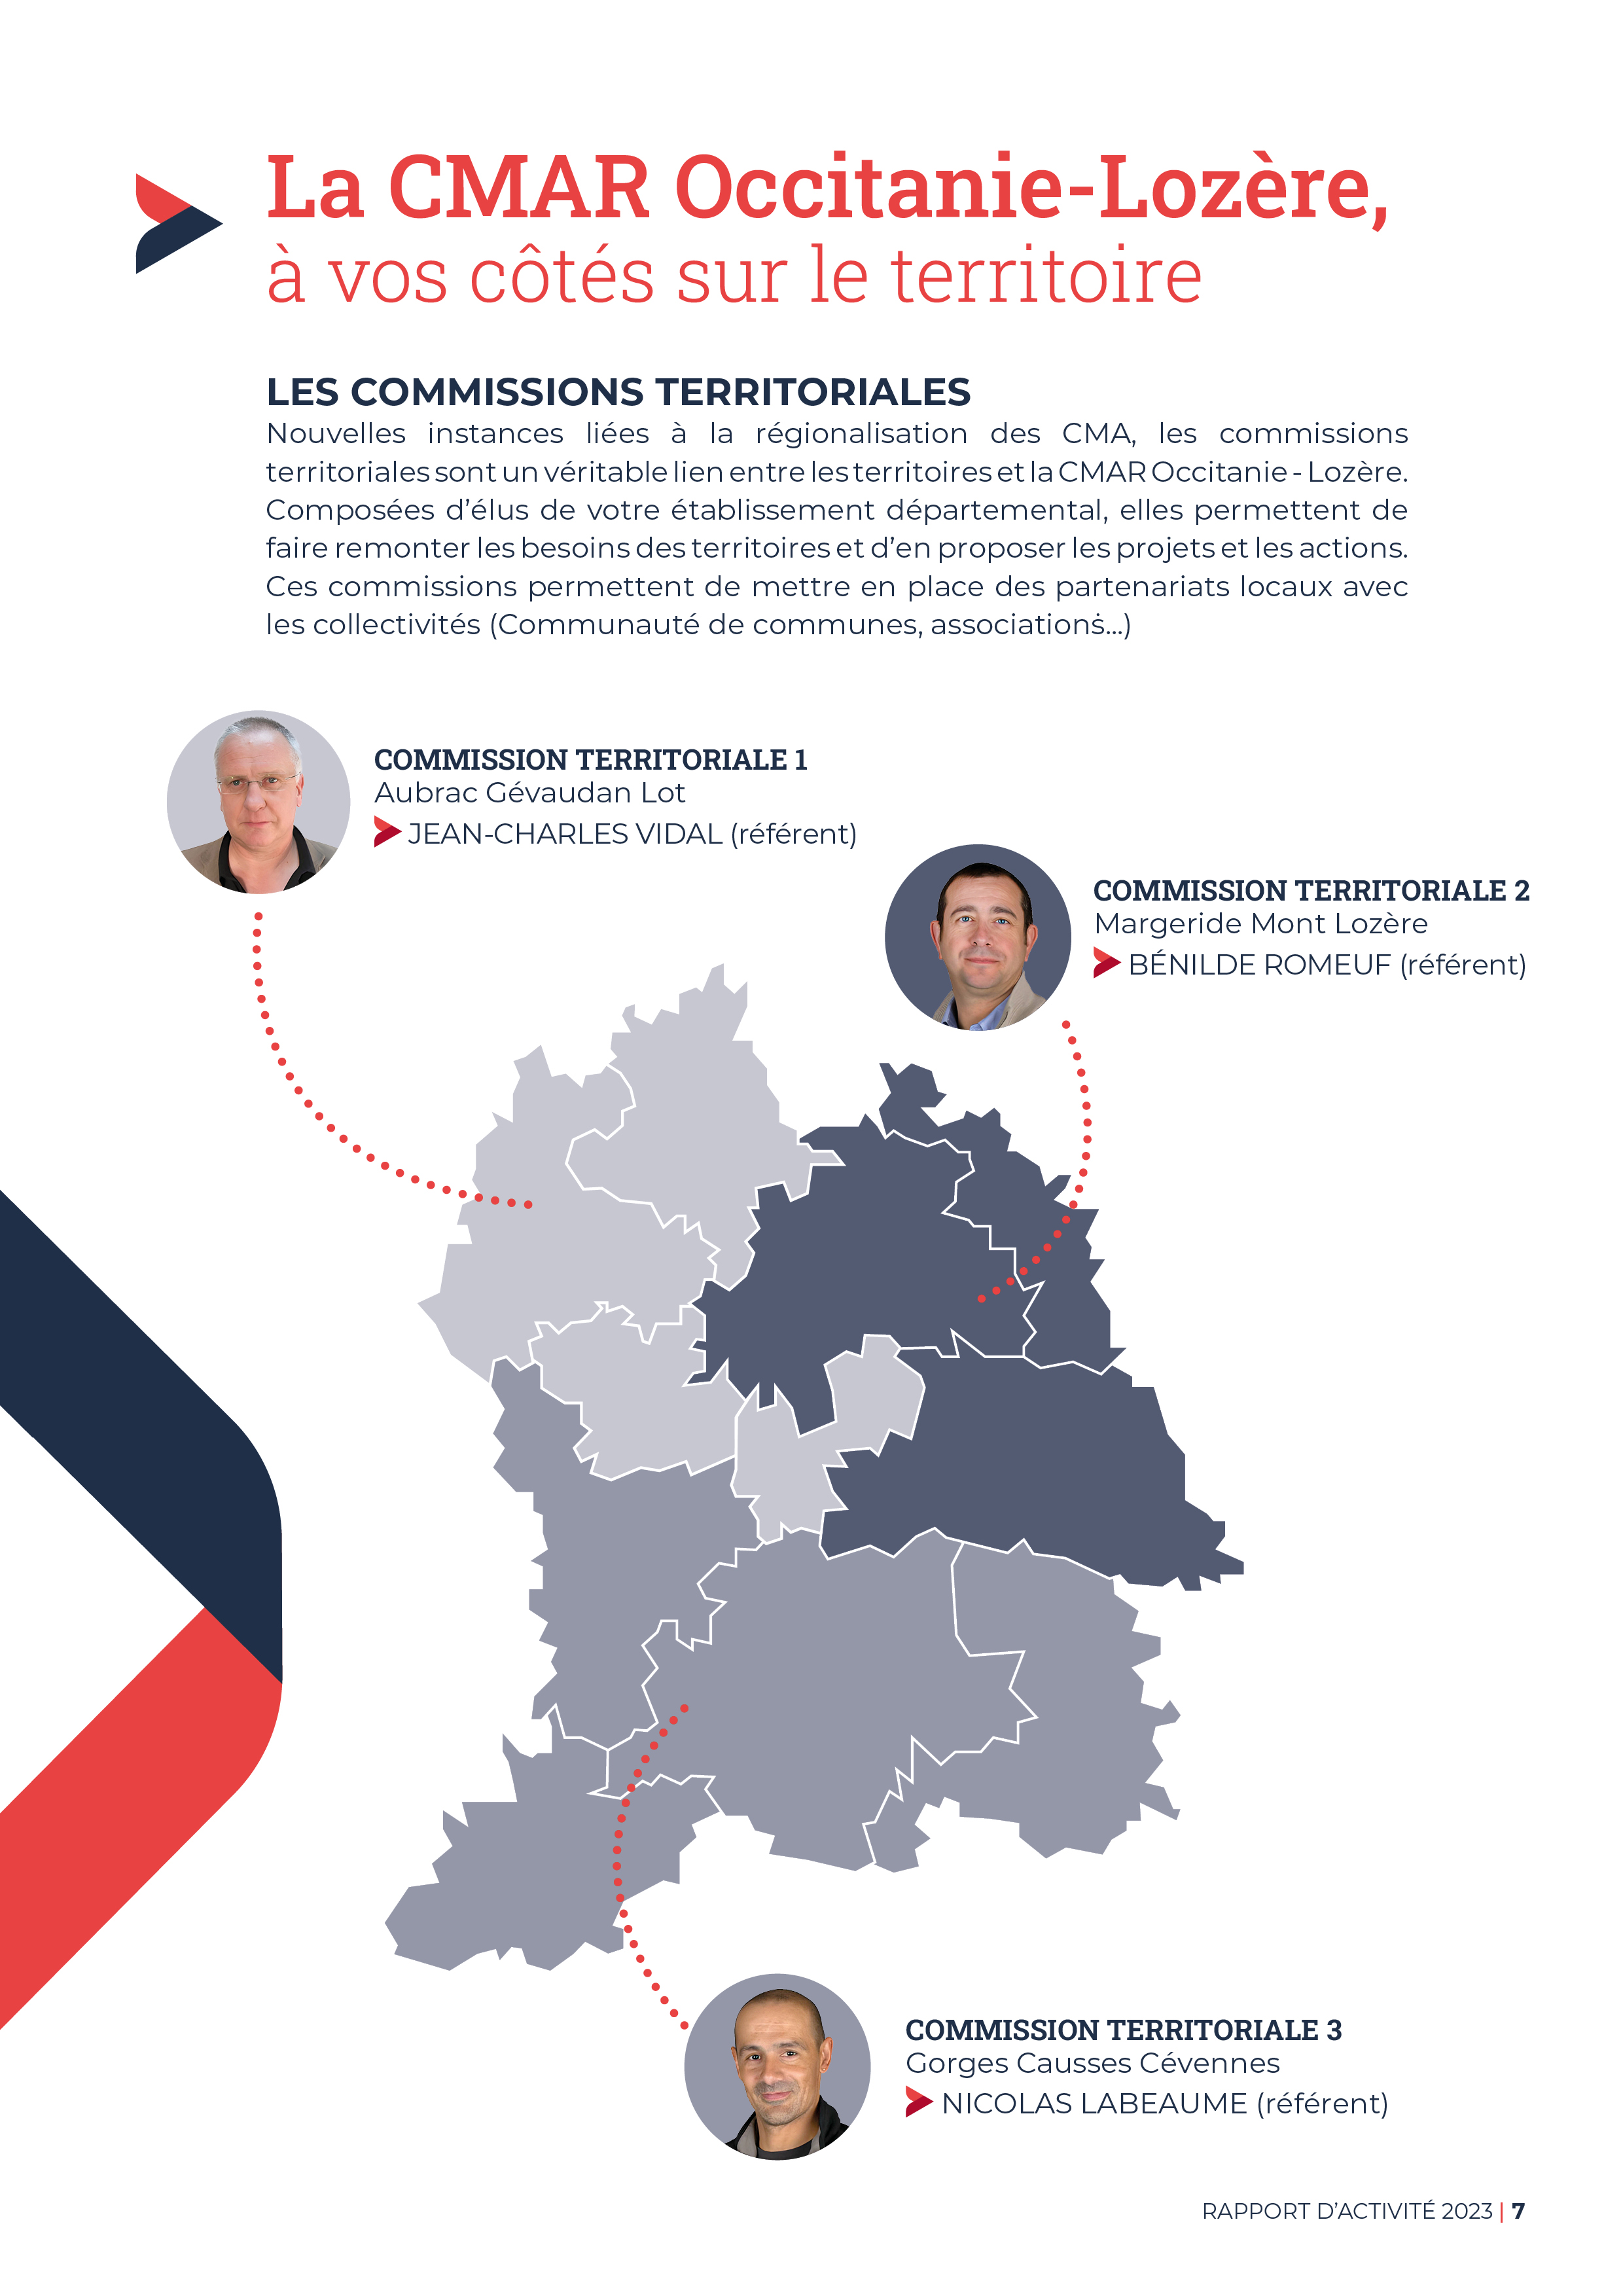 La CMAR Occitanie-Lozère,
à vos côtés sur le territoire
LES COMMISSIONS TERRITORIALES
Nouvelles instances liées à la régionalisation des CMA, les commissions
territoriales sont un véritable lien entre les territoires et la CMAR Occitanie - Lozère.
Composées d’élus de votre établissement départemental, elles permettent de
faire remonter les besoins des territoires et d’en proposer les projets et les actions.
Ces commissions permettent de mettre en place des partenariats locaux avec
les collectivités (Communauté de communes, associations...)
COMMISSION TERRITORIALE 1
Aubrac Gévaudan Lot
JEAN-CHARLES VIDAL (référent)
COMMISSION TERRITORIALE 2
Margeride Mont Lozère
BÉNILDE ROMEUF (référent)
COMMISSION TERRITORIALE 3
Gorges Causses Cévennes
NICOLAS LABEAUME (référent)
RAPPORT D’ACTIVITÉ 2023 | 7